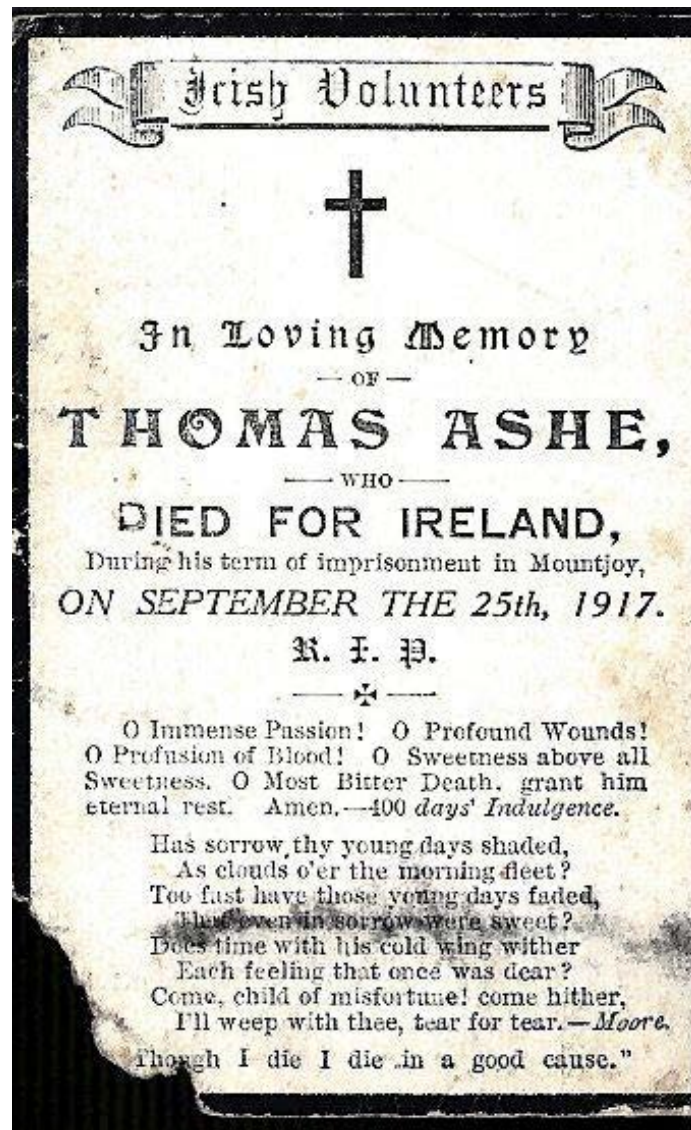 Irish Volunteers
In Loving Memory
— OF —
THOMAS ASHE,
— WHO —
DIED FOR IRELAND,
During his term of imprisonment in Mountjoy,
ON SEPTEMBER THE 25th, 1917.
R. I. P.
O Immense Passion! O Profound Wounds!
O Profusion of Blood! O Sweetness above all
Sweetness. O Most Bitter Death, grant him
eternal rest. Amen.—400 days' Indulgence.
Has sorrow thy young days shaded,
As clouds o'er the morning fleet?
Too fast have those young days faded,
That even in sorrow were sweet?
Does time with his cold wing wither
Each feeling that once was dear?
Come, child of misfortune! come hither,
I'll weep with thee, tear for tear.—Moore.
Though I die I die in a good cause."